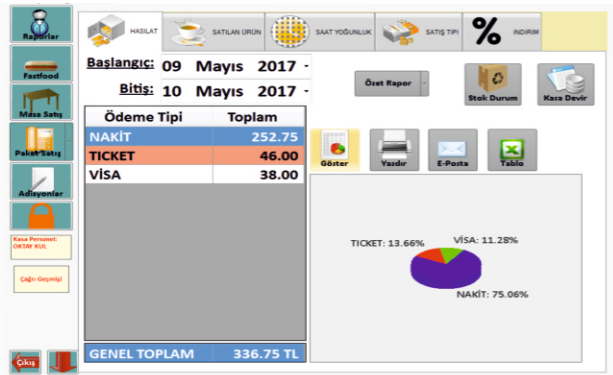 Raporlar
Fastfood
Masa Satış
Paket Satış
Adisyonlar
Kasa Personel:
OKTAY KUL
Çağrı Geçmişi
Çıkış
HASILAT
SATILAN ÜRÜN
SAAT YOĞUNLUK
SATIŞ TİPİ
% İNDİRİM
Başlangıç: 09 Mayıs 2017
Bitiş: 10 Mayıs 2017
Özet Rapor
Stok Durum
Kasa Devir
Ödeme Tipi Toplam
NAKİT 252.75
TICKET 46.00
VİSA 38.00
GENEL TOPLAM 336.75 TL
Göster
Yazdır
E-Posta
Tablo
TICKET: 13.66%
VİSA: 11.28%
NAKİT: 75.06%